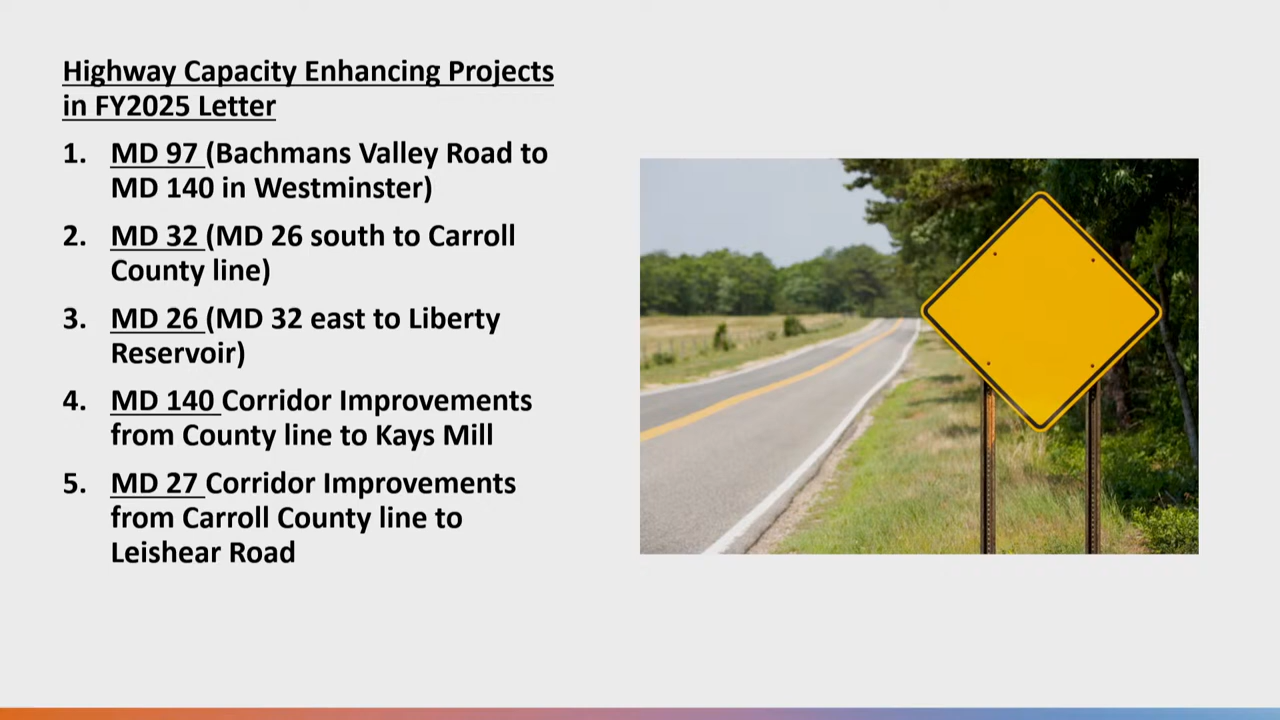 Highway Capacity Enhancing Projects
in FY2025 Letter
1. MD 97 (Bachmans Valley Road to
MD 140 in Westminster)
2. MD 32 (MD 26 south to Carroll
County line)
3. MD 26 (MD 32 east to Liberty
Reservoir)
4. MD 140 Corridor Improvements
from County line to Kays Mill
5. MD 27 Corridor Improvements
from Carroll County line to
Leishear Road